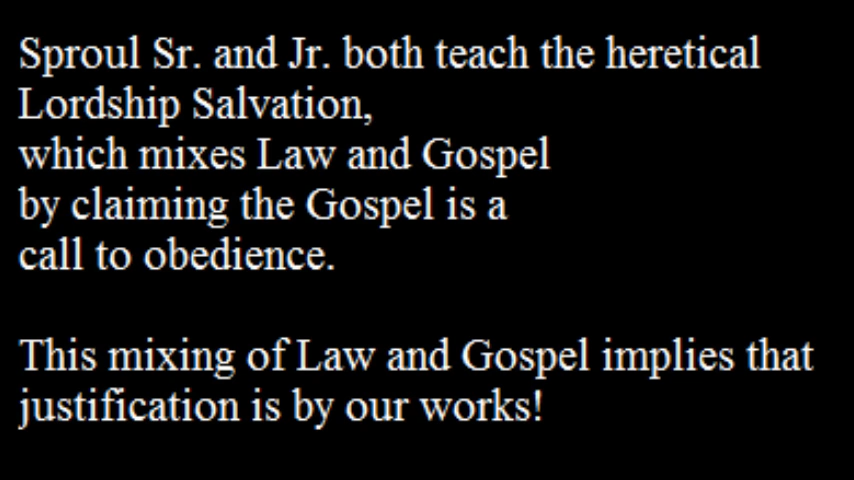 Sproul Sr. and Jr. both teach the heretical
Lordship Salvation,
which mixes Law and Gospel
by claiming the Gospel is a
call to obedience.
This mixing of Law and Gospel implies that
justification is by our works!